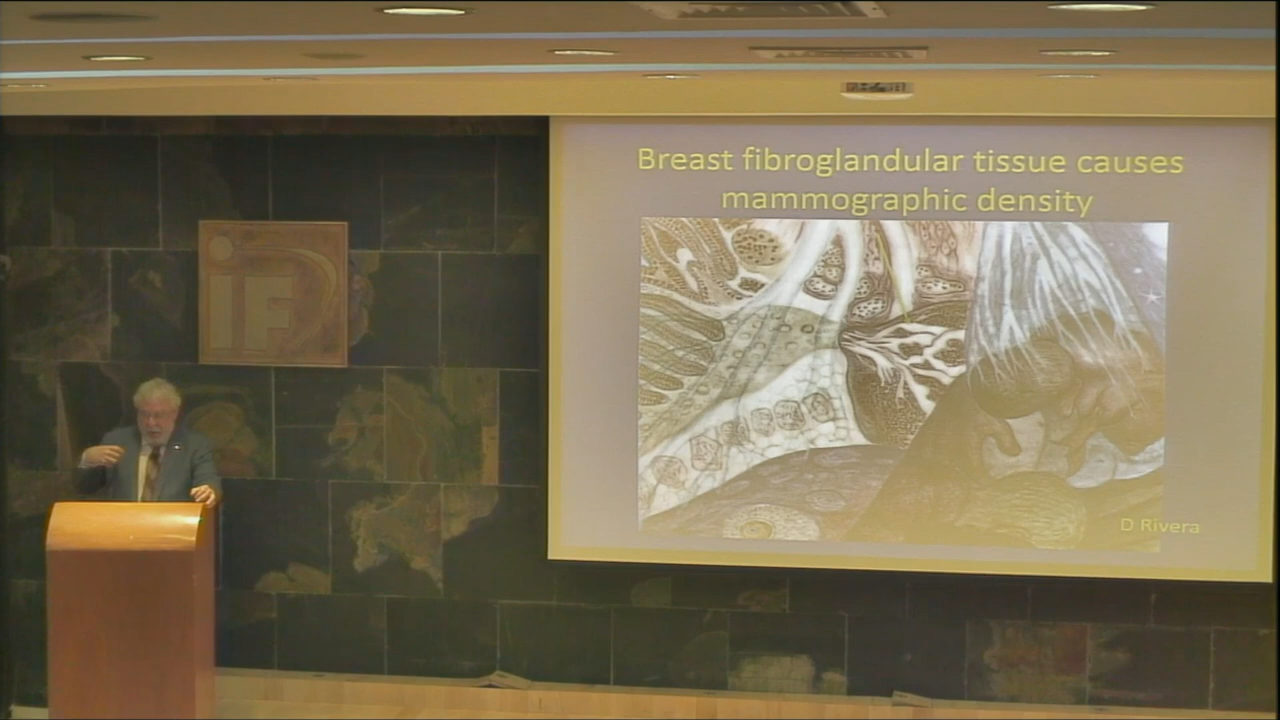 Breast fibroglandular tissue causes
mammographic density
D Rivera
iF